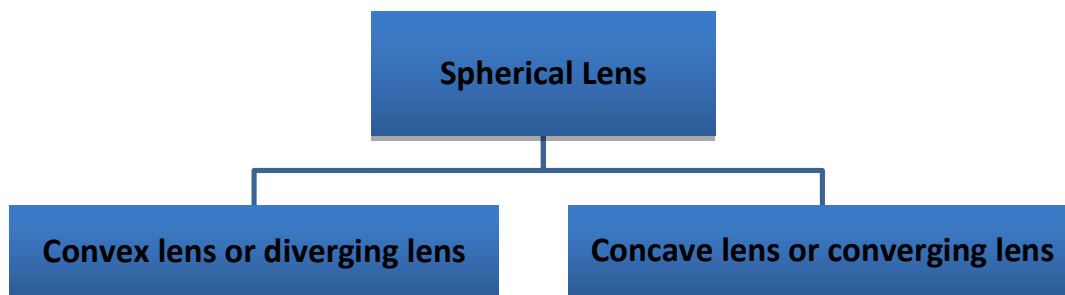 Spherical Lens
Convex lens or diverging lens
Concave lens or converging lens